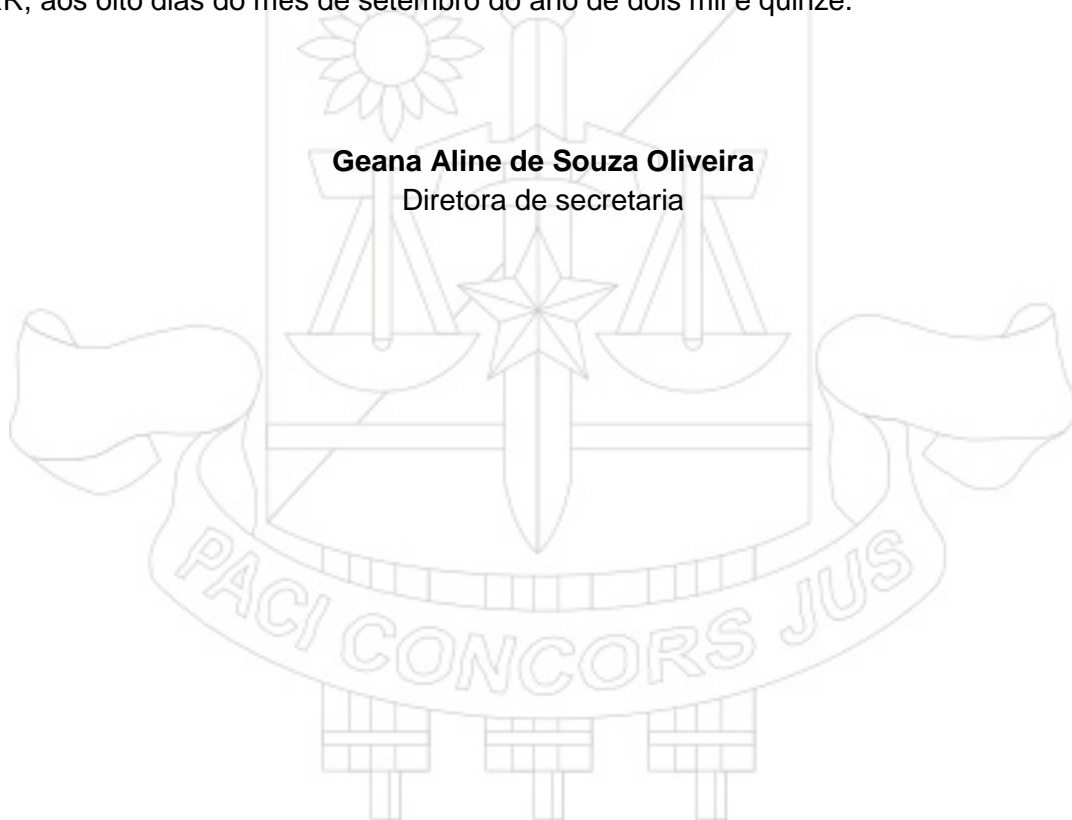 R, aos oito dias do mês de setembro do ano de dois mil e quinze.
Geana Aline de Souza Oliveira
Diretora de secretaria
PACI CONCORS JUS